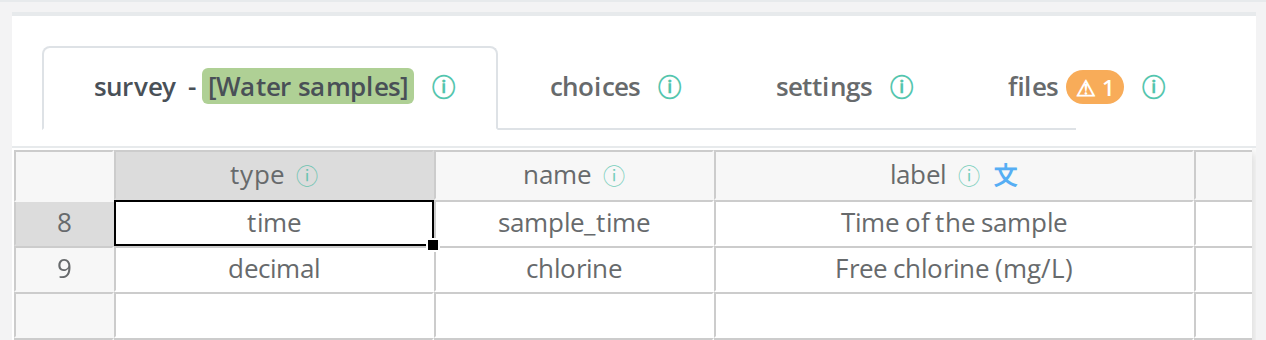 survey - [Water samples] choices settings files ⚠ 1
type name label 文
8 time sample_time Time of the sample
9 decimal chlorine Free chlorine (mg/L)